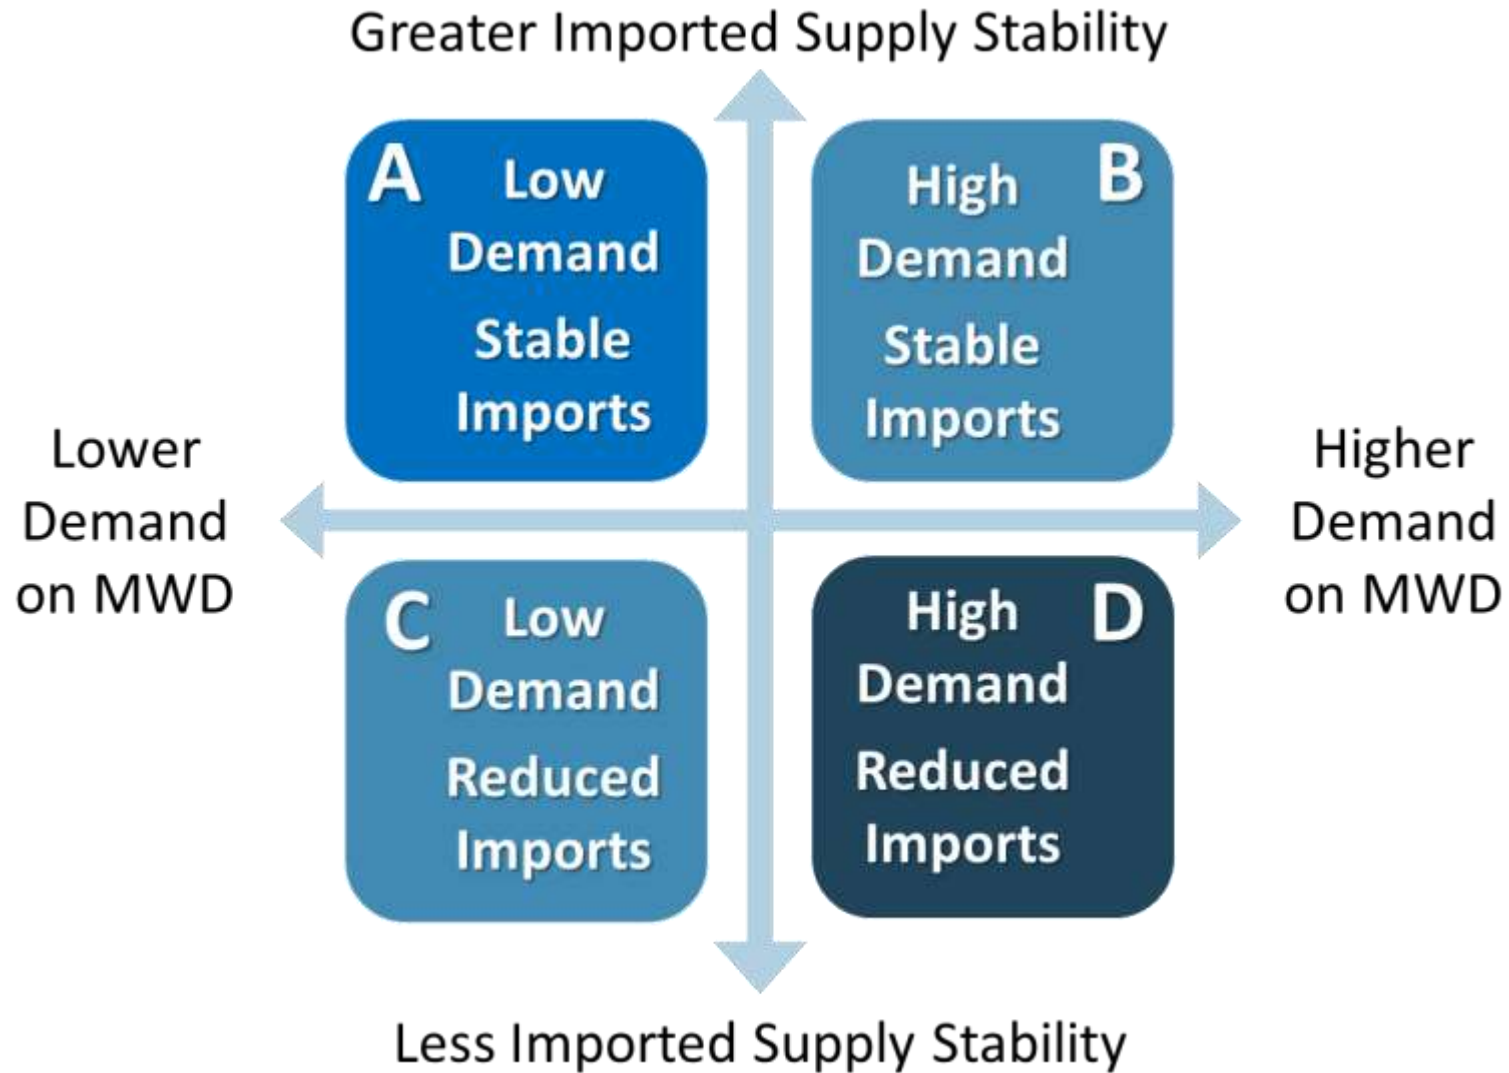 Greater Imported Supply Stability
A
Low
Demand
Stable
Imports
B
High
Demand
Stable
Imports
Lower
Demand
on MWD
Higher
Demand
on MWD
C
Low
Demand
Reduced
Imports
D
High
Demand
Reduced
Imports
Less Imported Supply Stability